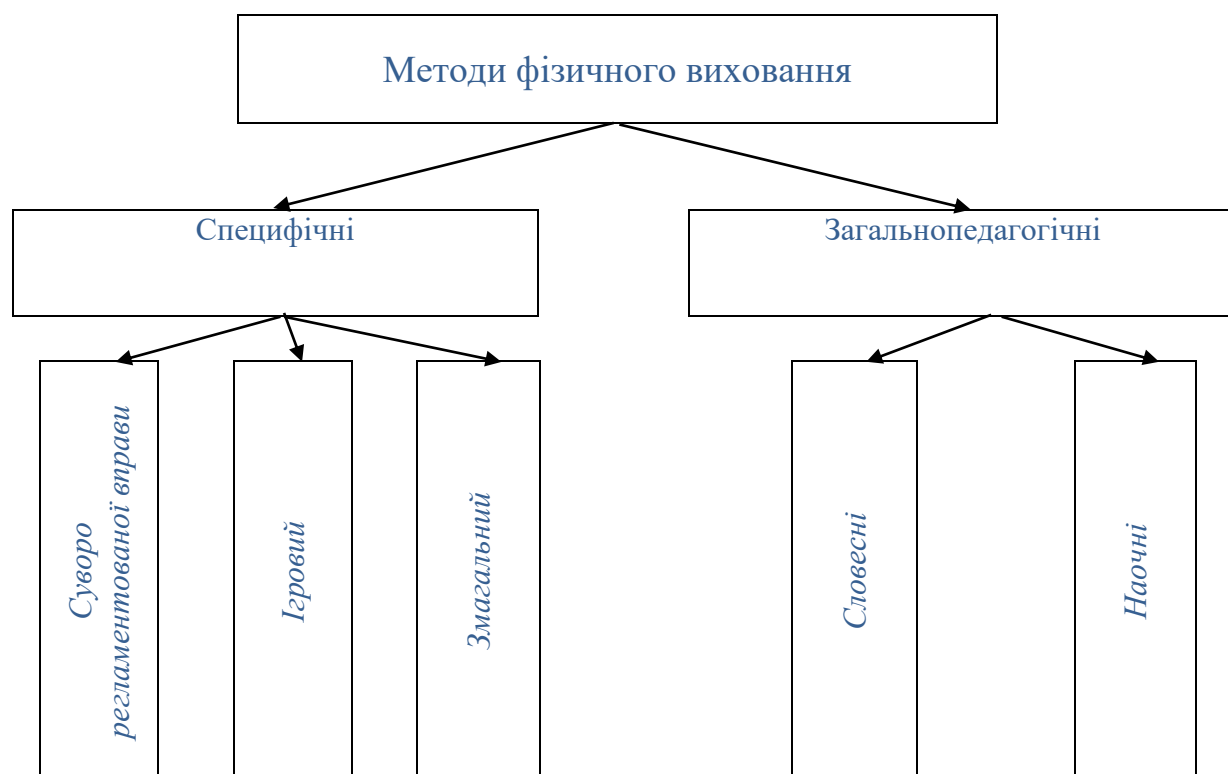 Методи фізичного виховання
Специфічні
Загальнопедагогічні
Суворо
регламентованої вправи
Ігровий
Змагальний
Словесні
Наочні